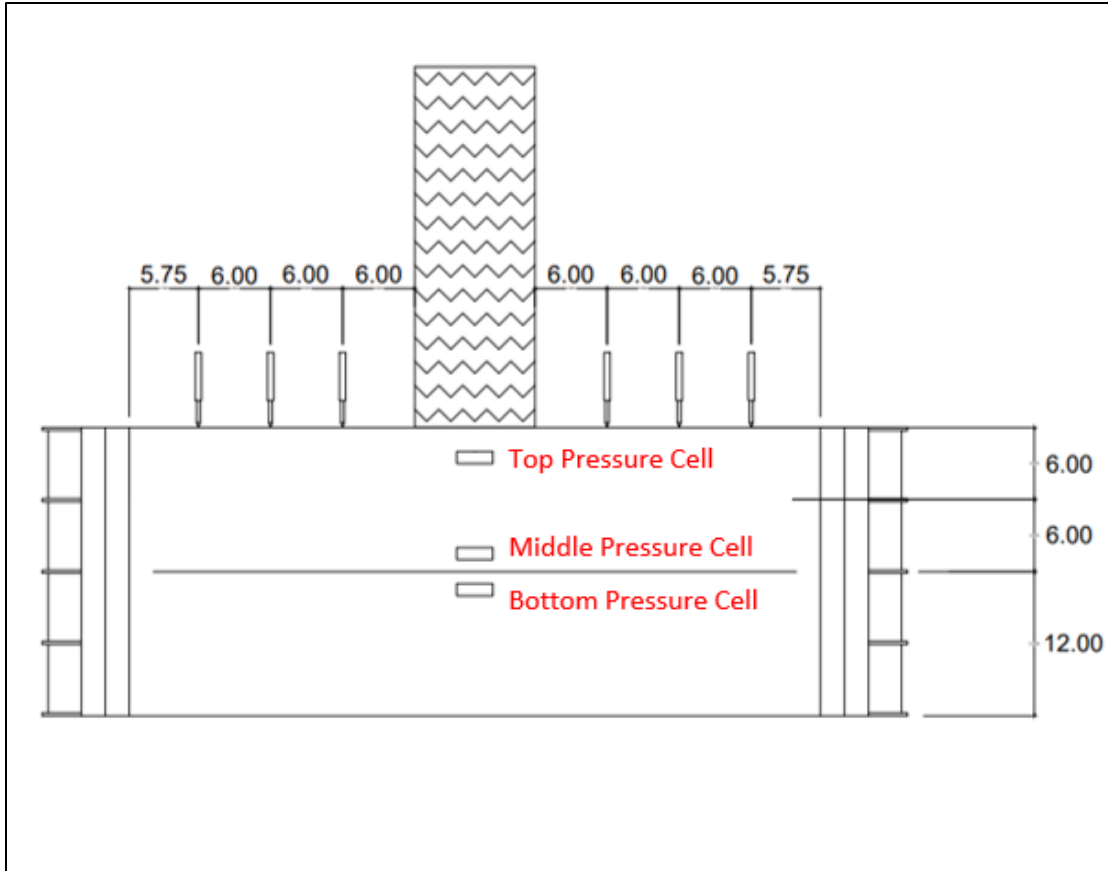 5.75 6.00 6.00 6.00 6.00 6.00 6.00 5.75
Top Pressure Cell
6.00
6.00
Middle Pressure Cell
Bottom Pressure Cell
12.00